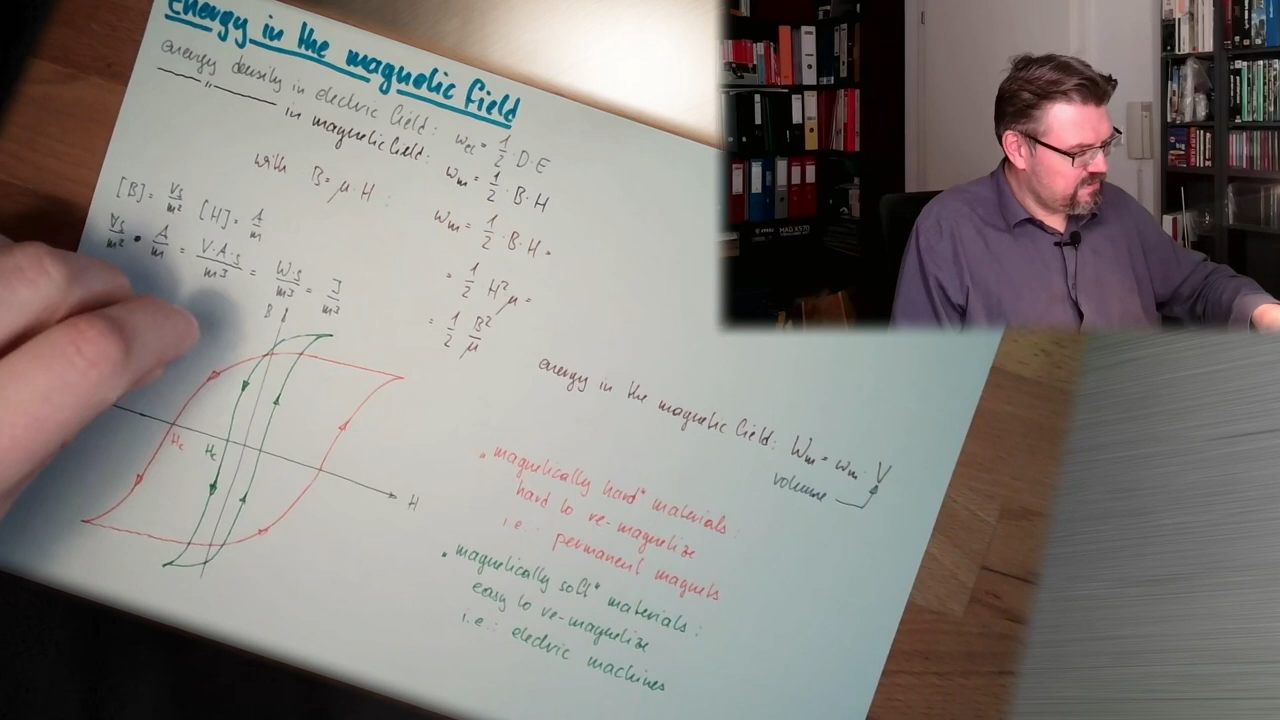 Energy in the magnetic field
energy density in electric field: wel = 1/2 · D · E
—— " —— in magnetic field: wm = 1/2 · B · H
with B = μ · H : wm = 1/2 · B · H =
= 1/2 H² μ =
= 1/2 B²/μ
[B] = Vs/m² [H] = A/m
Vs/m² • A/m = V·A·s/m³ = W·s/m³ = J/m³
energy in the magnetic field: Wm = wm · V
volume
B
H
Hc
Hc
"magnetically hard" materials:
hard to re-magnetize
i.e.: permanent magnets
"magnetically soft" materials:
easy to re-magnetize
i.e.: electric machines